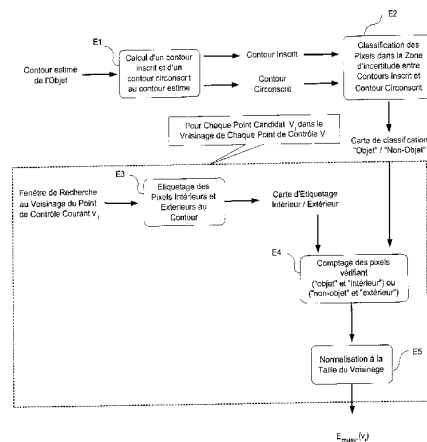 E1
E2
Calcul d'un contour
inscrit et d'un
contour circonscrit
au contour estimé
Contour estimé
de l'Objet
Contour Inscrit
Contour
Circonscrit
Classification des
Pixels dans la Zone
d'incertitude entre
Contours inscrit et
Contour Circonscrit
Pour Chaque Point Candidat Vj dans le
Voisinage de Chaque Point de Contrôle V
Carte de classification
"Objet" / "Non-Objet"
E3
Fenêtre de Recherche
au Voisinage du Point
de Contrôle Courant vi
Etiquetage des
Pixels Intérieurs et
Extérieurs au
Contour
Carte d'Etiquetage
Intérieur / Extérieur
E4
Comptage des pixels
vérifiant
("objet" et "intérieur") ou
("non-objet" et "extérieur")
Normalisation à la
Taille du Voisinage
E5
Ecouleur(vj)